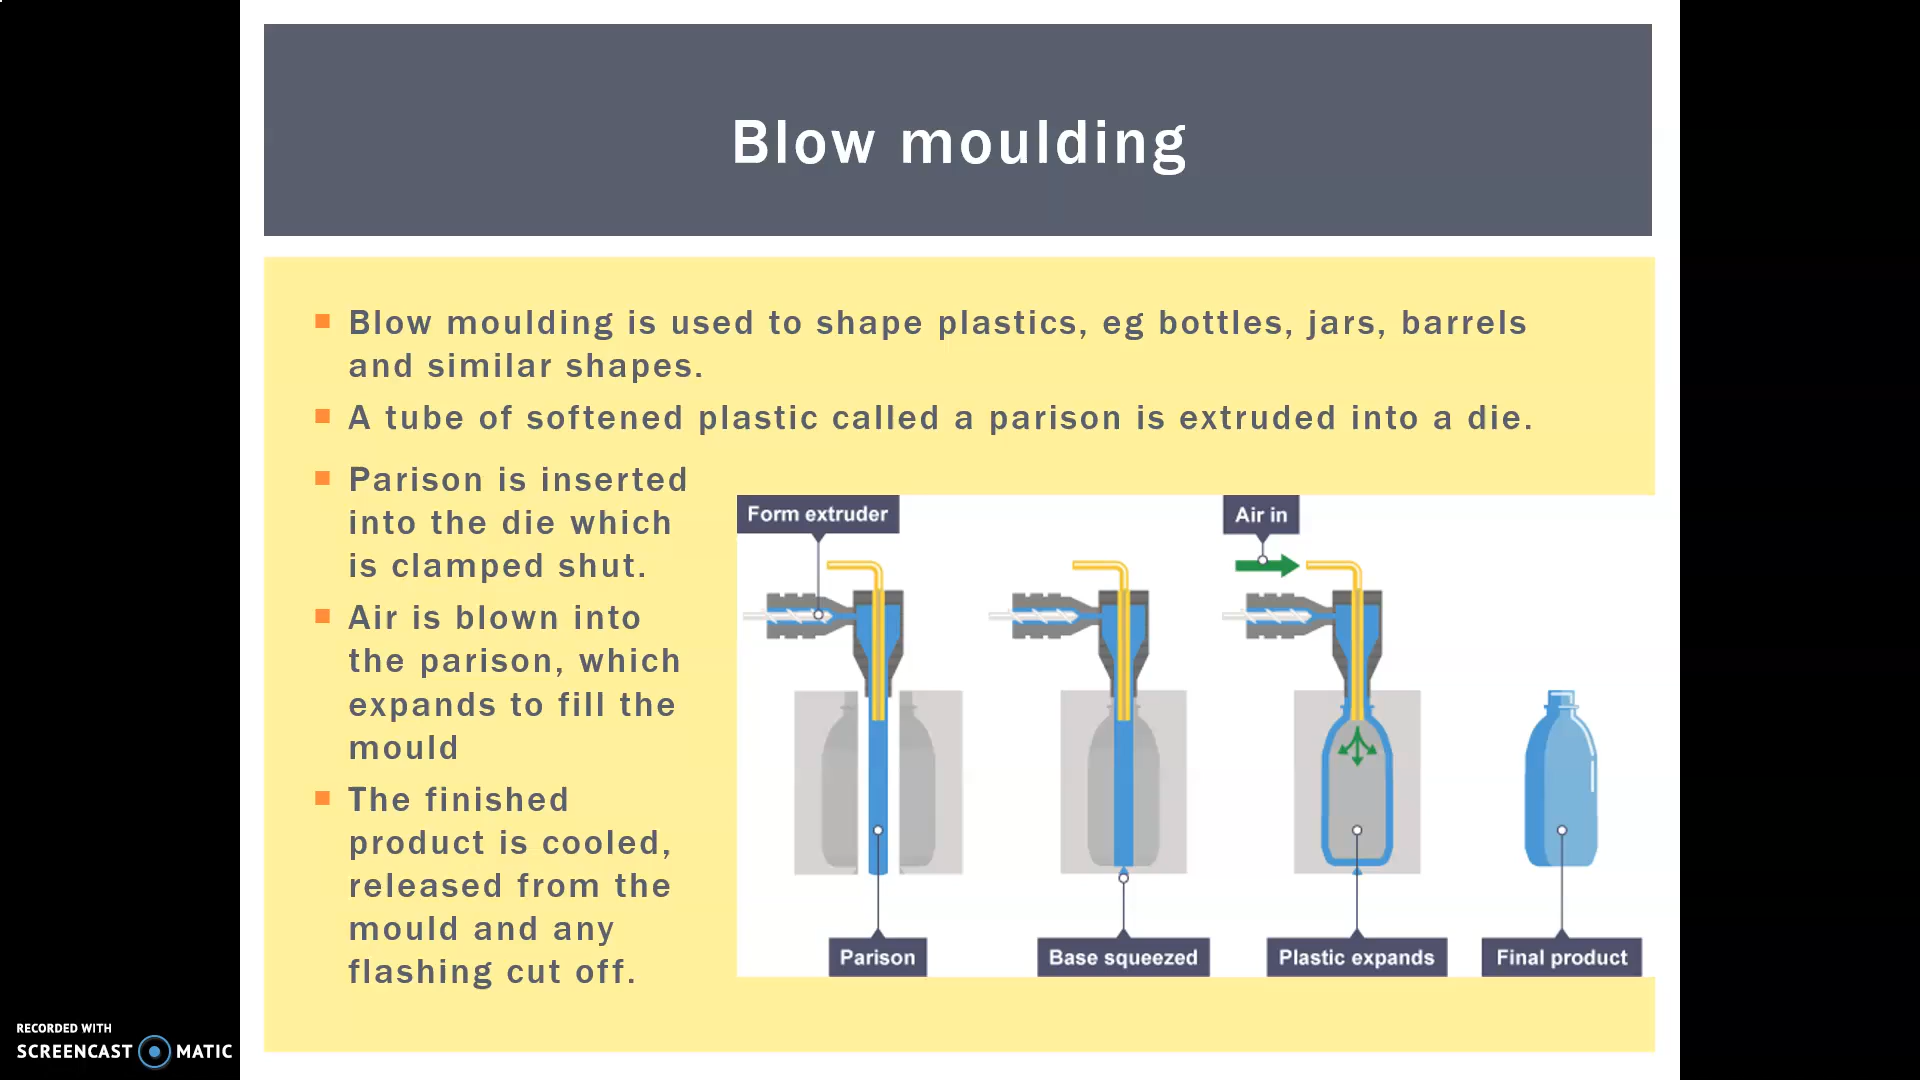 Blow moulding
Blow moulding is used to shape plastics, eg bottles, jars, barrels
and similar shapes.
A tube of softened plastic called a parison is extruded into a die.
Parison is inserted
into the die which
is clamped shut.
Air is blown into
the parison, which
expands to fill the
mould
The finished
product is cooled,
released from the
mould and any
flashing cut off.
Form extruder
Air in
Parison
Base squeezed
Plastic expands
Final product
RECORDED WITH
SCREENCAST MATIC